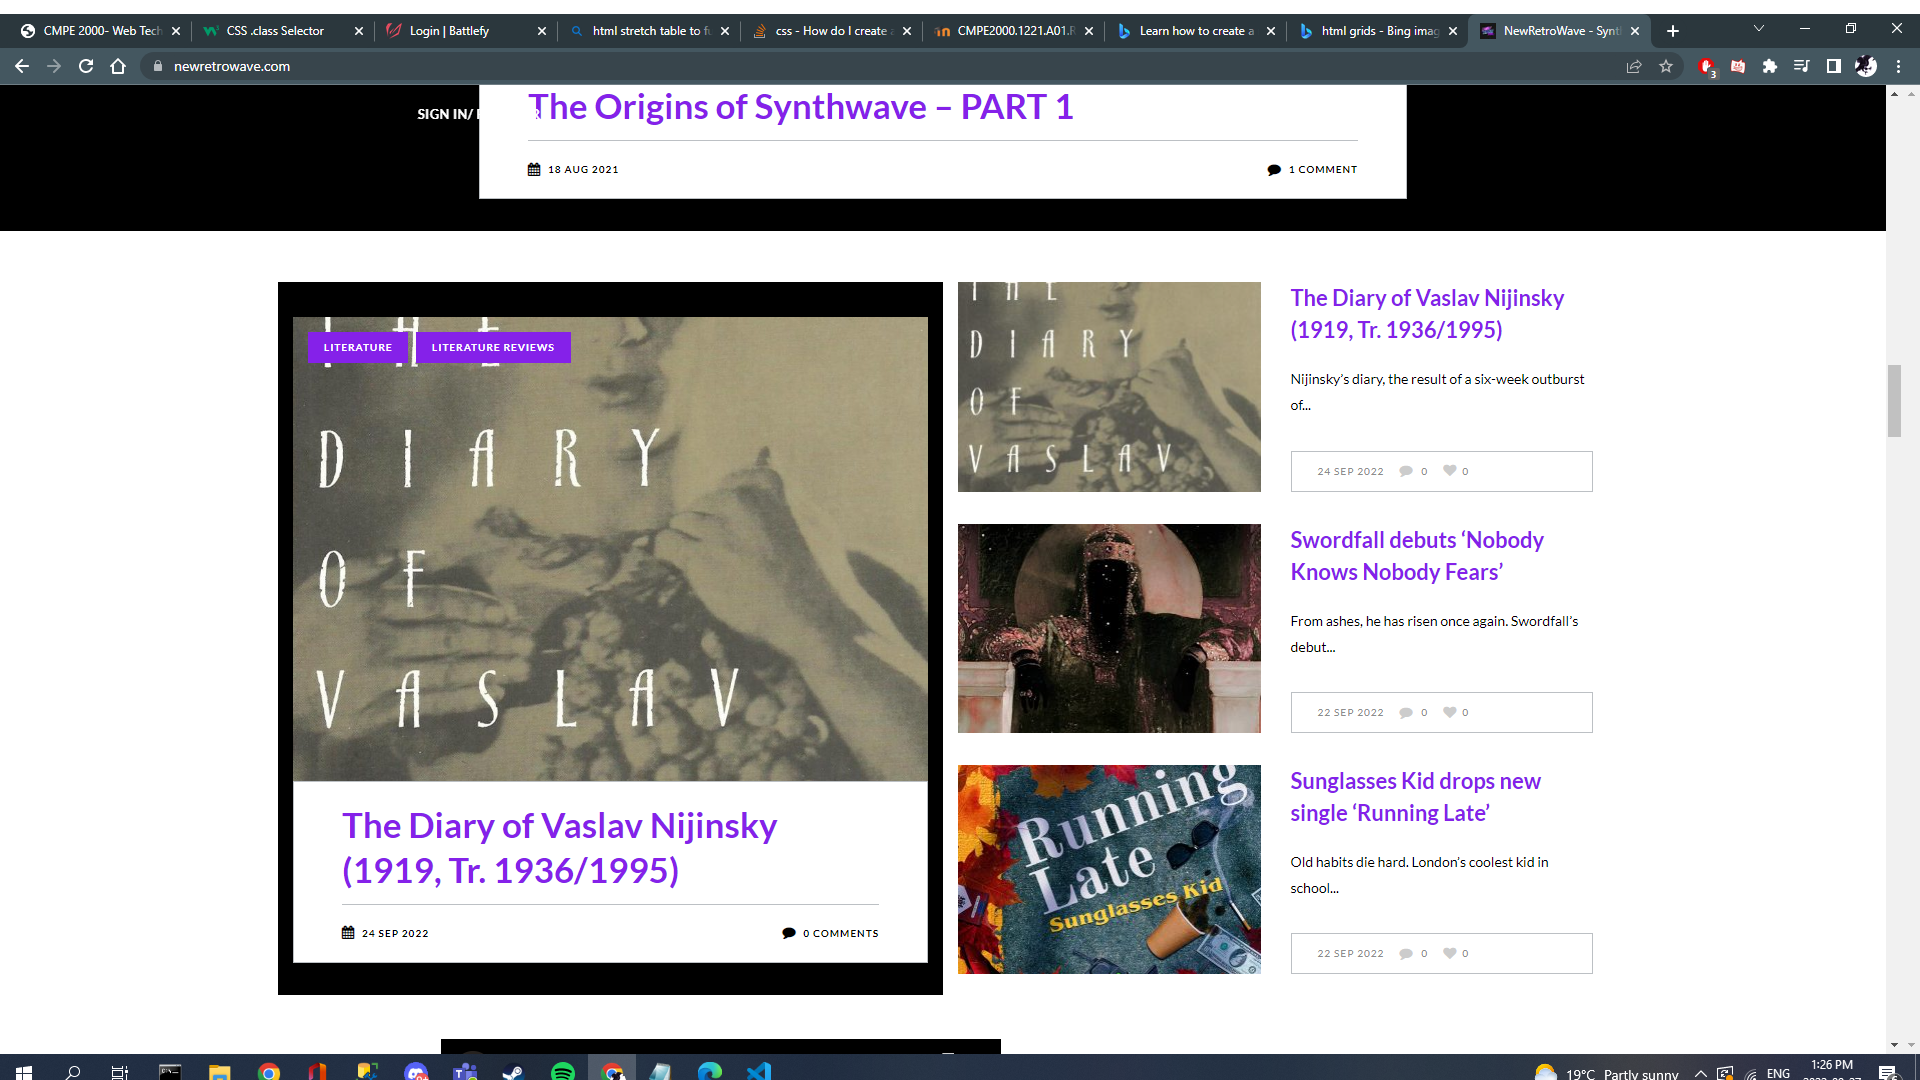 CMPE 2000- Web Tech
CSS .class Selector
Login | Battlefy
html stretch table to f
css - How do I create a
CMPE2000.1221.A01.F
Learn how to create a
html grids - Bing imag
NewRetroWave - Synt
newretrowave.com
3
The Origins of Synthwave – PART 1
SIGN IN/
18 AUG 2021
1 COMMENT
THE
LITERATURE
LITERATURE REVIEWS
DIARY
OF
VASLAV
The Diary of Vaslav Nijinsky
(1919, Tr. 1936/1995)
24 SEP 2022
0 COMMENTS
THE
DIARY
OF
VASLAV
The Diary of Vaslav Nijinsky
(1919, Tr. 1936/1995)
Nijinsky’s diary, the result of a six-week outburst
of...
24 SEP 2022 0 0
Swordfall debuts ‘Nobody
Knows Nobody Fears’
From ashes, he has risen once again. Swordfall’s
debut...
22 SEP 2022 0 0
Running
Late
Sunglasses Kid
Sunglasses Kid drops new
single ‘Running Late’
Old habits die hard. London’s coolest kid in
school...
22 SEP 2022 0 0
19°C Partly sunny
ENG
1:26 PM